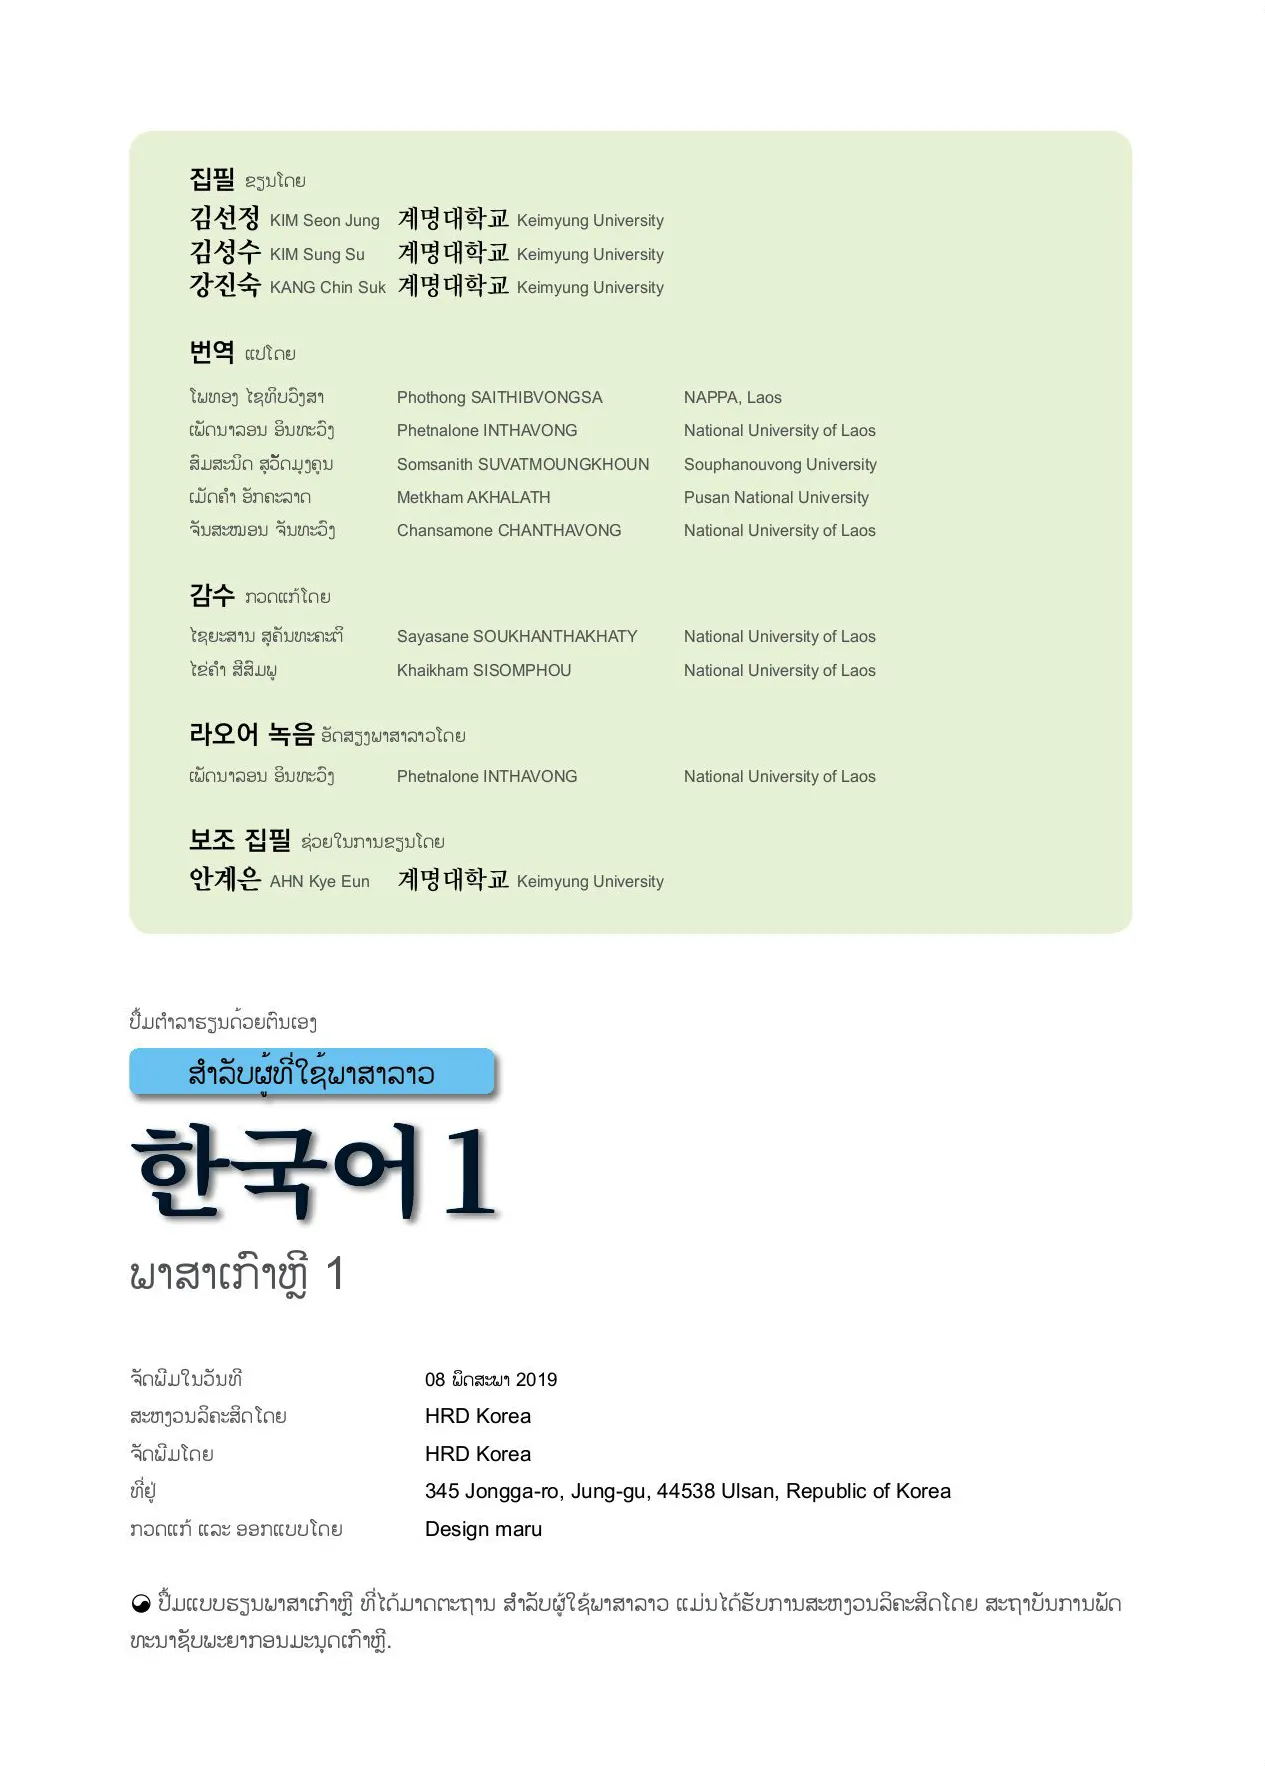 집필 ຂຽນໂດຍ
김선정 KIM Seon Jung 계명대학교 Keimyung University
김성수 KIM Sung Su 계명대학교 Keimyung University
강진숙 KANG Chin Suk 계명대학교 Keimyung University
번역 ແປໂດຍ
ໂພທອງ ໄຊທິບວົງສາ Phothong SAITHIBVONGSA NAPPA, Laos
ເພັດນາລອນ ອິນທະວົງ Phetnalone INTHAVONG National University of Laos
ສົມສະນິດ ສຸວັດມຸງຄຸນ Somsanith SUVATMOUNGKHOUN Souphanouvong University
ເມັດຄຳ ອັກຄະລາດ Metkham AKHALATH Pusan National University
ຈັນສະໝອນ ຈັນທະວົງ Chansamone CHANTHAVONG National University of Laos
감수 ກວດແກ້ໂດຍ
ໄຊຍະສານ ສຸຄັນທະຄະຕິ Sayasane SOUKHANTHAKHATY National University of Laos
ໄຂ່ຄຳ ສີສົມພູ Khaikham SISOMPHOU National University of Laos
라오어 녹음 ອັດສຽງພາສາລາວໂດຍ
ເພັດນາລອນ ອິນທະວົງ Phetnalone INTHAVONG National University of Laos
보조 집필 ຊ່ວຍໃນການຂຽນໂດຍ
안계은 AHN Kye Eun 계명대학교 Keimyung University
ປຶ້ມຕຳລາຮຽນດ້ວຍຕົນເອງ
ສຳລັບຜູ້ທີ່ໃຊ້ພາສາລາວ
한국어1
ພາສາເກົາຫຼີ 1
ຈັດພິມໃນວັນທີ 08 ພຶດສະພາ 2019
ສະຫງວນລິຄະສິດໂດຍ HRD Korea
ຈັດພິມໂດຍ HRD Korea
ທີ່ຢູ່ 345 Jongga-ro, Jung-gu, 44538 Ulsan, Republic of Korea
ກວດແກ້ ແລະ ອອກແບບໂດຍ Design maru
ປຶ້ມແບບຮຽນພາສາເກົາຫຼີ ທີ່ໄດ້ມາດຕະຖານ ສຳລັບຜູ້ໃຊ້ພາສາລາວ ແມ່ນໄດ້ຮັບການສະຫງວນລິຄະສິດໂດຍ ສະຖາບັນການພັດ
ທະນາຊັບພະຍາກອນມະນຸດເກົາຫຼີ.